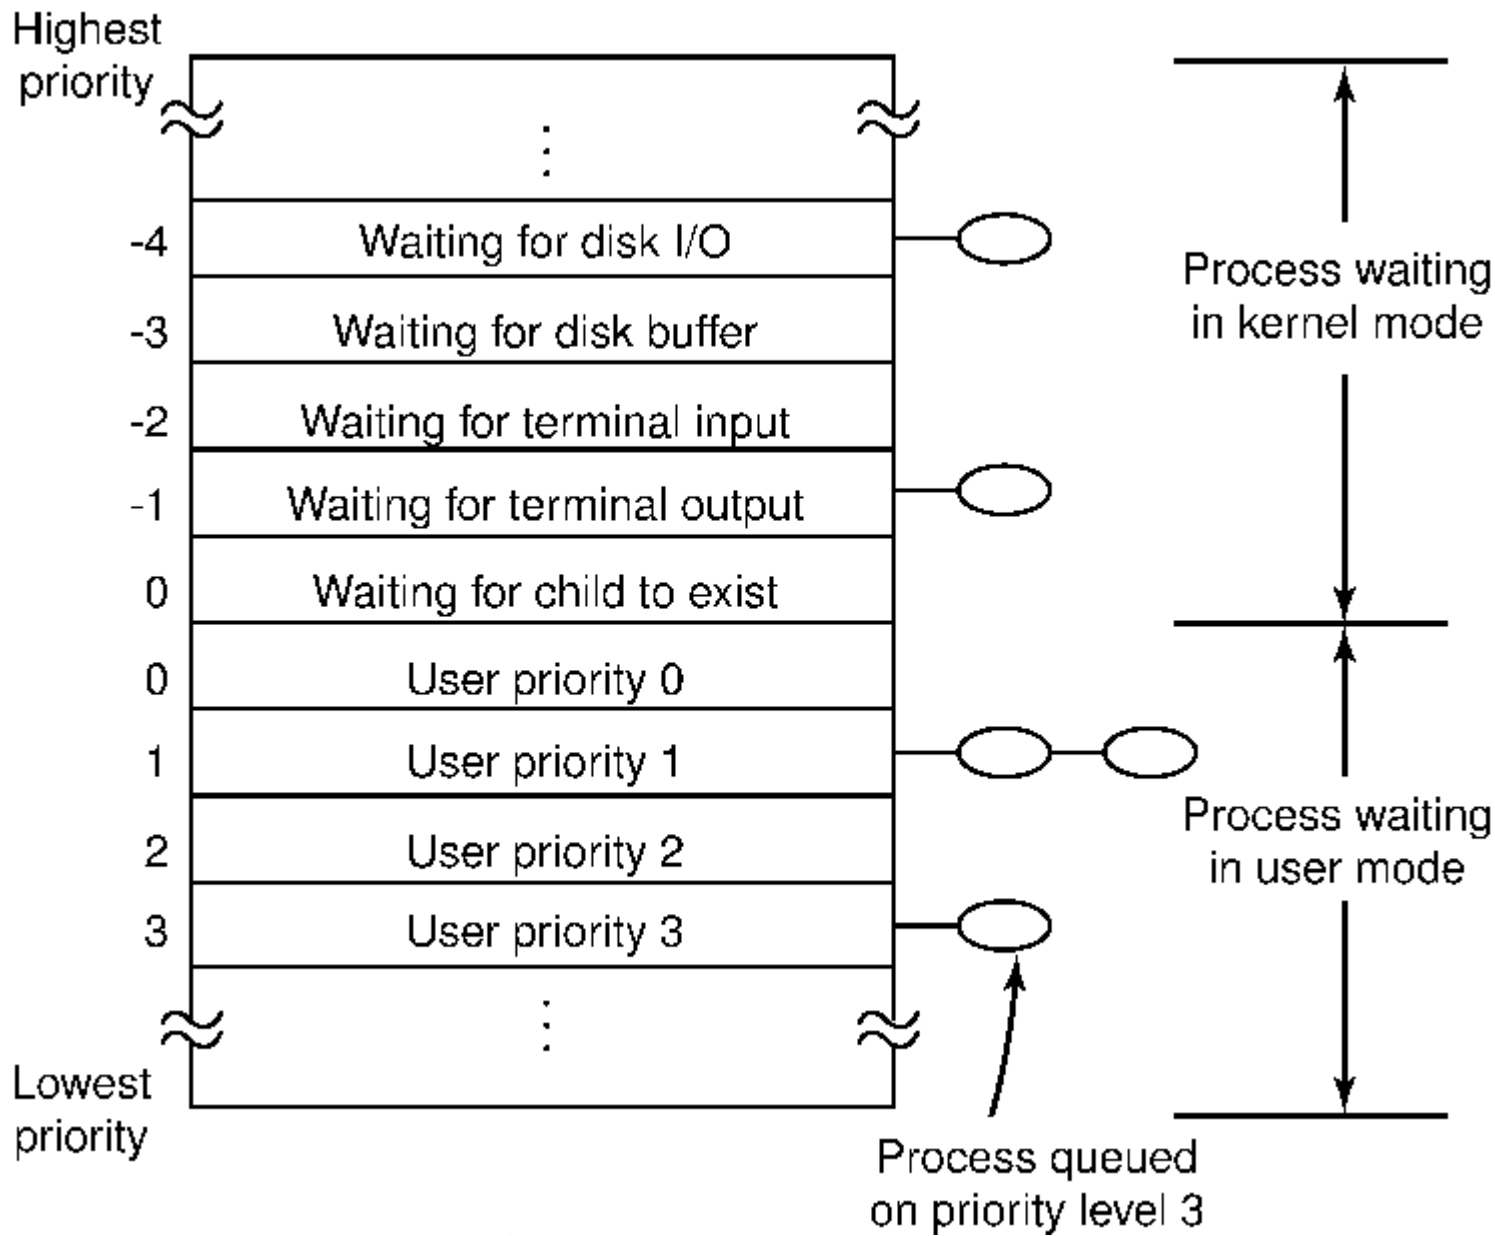 Highest
priority
-4 Waiting for disk I/O
-3 Waiting for disk buffer
-2 Waiting for terminal input
-1 Waiting for terminal output
0 Waiting for child to exist
0 User priority 0
1 User priority 1
2 User priority 2
3 User priority 3
Lowest
priority
Process waiting
in kernel mode
Process waiting
in user mode
Process queued
on priority level 3